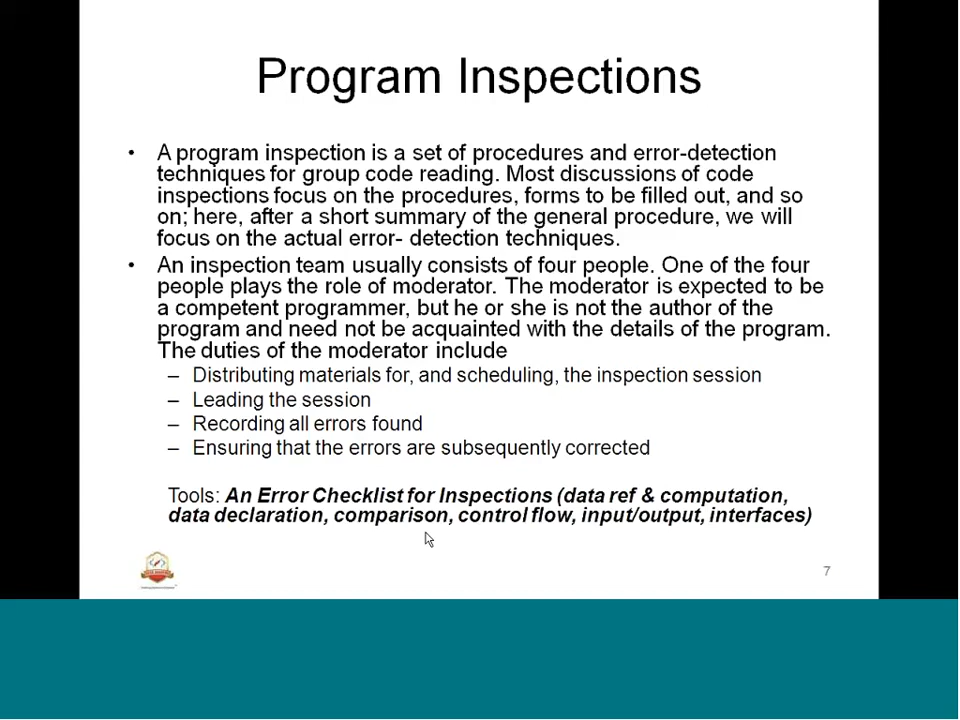 Program Inspections
• A program inspection is a set of procedures and error-detection
techniques for group code reading. Most discussions of code
inspections focus on the procedures, forms to be filled out, and so
on; here, after a short summary of the general procedure, we will
focus on the actual error- detection techniques.
• An inspection team usually consists of four people. One of the four
people plays the role of moderator. The moderator is expected to be
a competent programmer, but he or she is not the author of the
program and need not be acquainted with the details of the program.
The duties of the moderator include
– Distributing materials for, and scheduling, the inspection session
– Leading the session
– Recording all errors found
– Ensuring that the errors are subsequently corrected
Tools: An Error Checklist for Inspections (data ref & computation,
data declaration, comparison, control flow, input/output, interfaces)
7